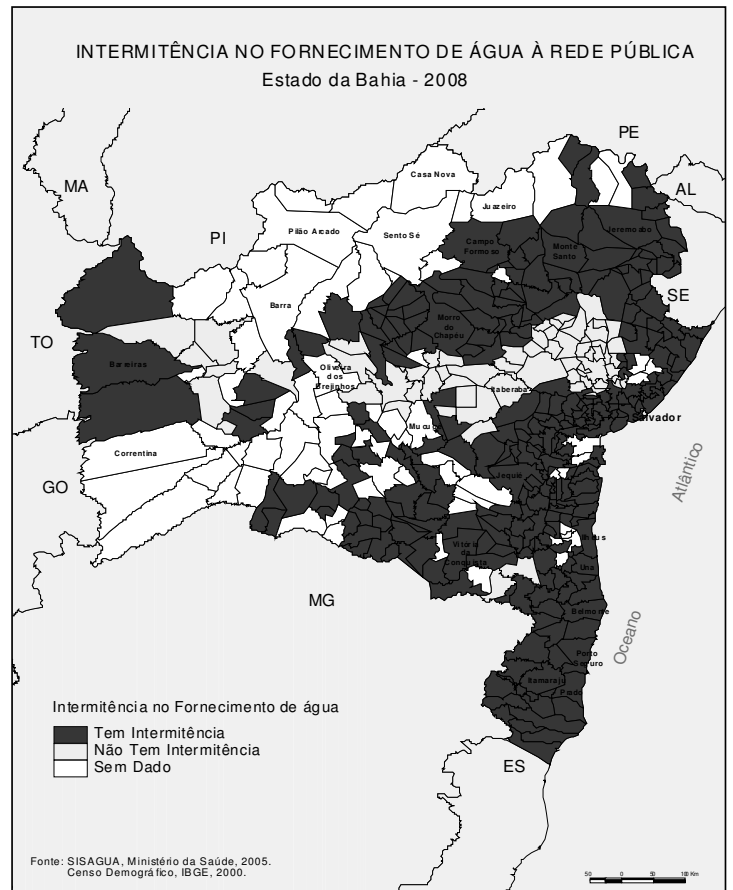 INTERMITÊNCIA NO FORNECIMENTO DE ÁGUA À REDE PÚBLICA
Estado da Bahia - 2008
PE
MA
Casa Nova
AL
Juazeiro
PI
Pilão Arcado
Sento Sé
Campo
Formoso
Monte
Santo
Jeremoabo
SE
Barra
Morro
do
Chapéu
TO
Barreiras
Oliveira
dos
Brejinhos
Itaberaba
Salvador
Mucugê
Correntina
GO
Jequié
Atlântico
Vitória
da
Conquista
Ilhéus
Una
MG
Belmonte
Oceano
Porto
Seguro
Itamaraju
Prado
Intermitência no Fornecimento de água
Tem Intermitência
Não Tem Intermitência
Sem Dado
ES
Fonte: SISAGUA, Ministério da Saúde, 2005.
Censo Demográfico, IBGE, 2000.
50 0 50 100 Km